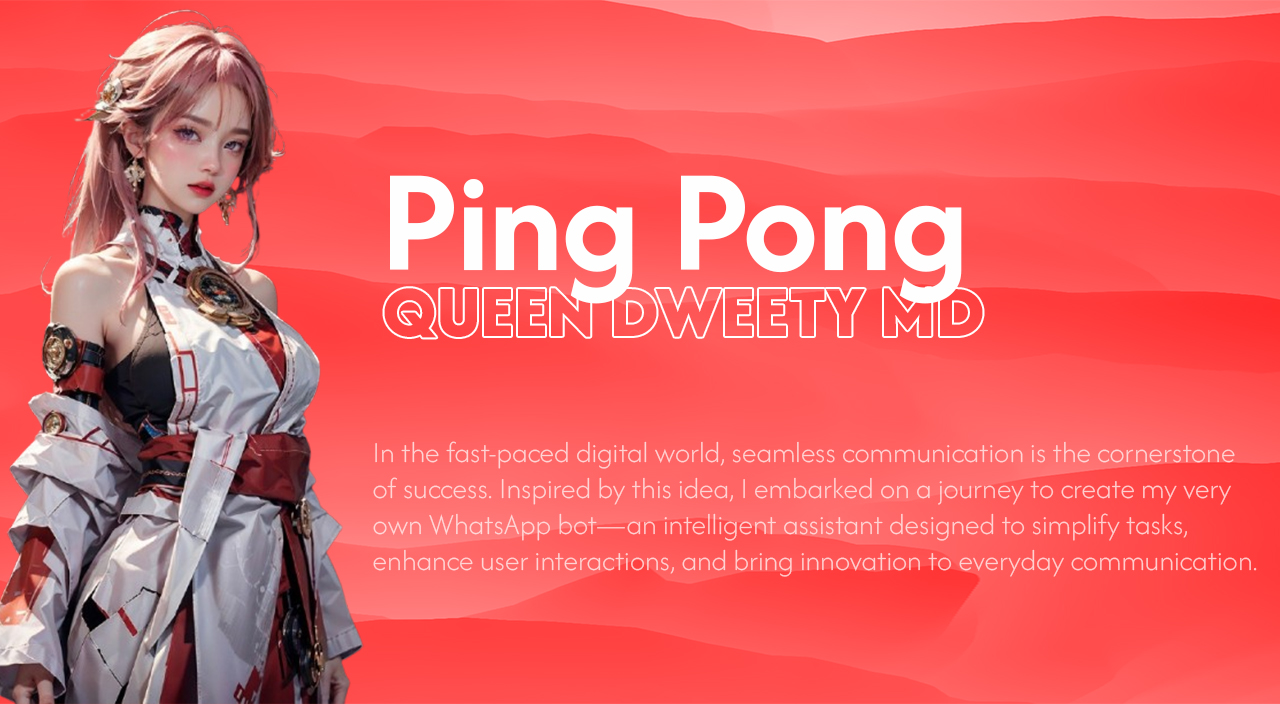 Ping Pong
QUEEN DWEETY MD
In the fast-paced digital world, seamless communication is the cornerstone
of success. Inspired by this idea, I embarked on a journey to create my very
own WhatsApp bot—an intelligent assistant designed to simplify tasks,
enhance user interactions, and bring innovation to everyday communication.